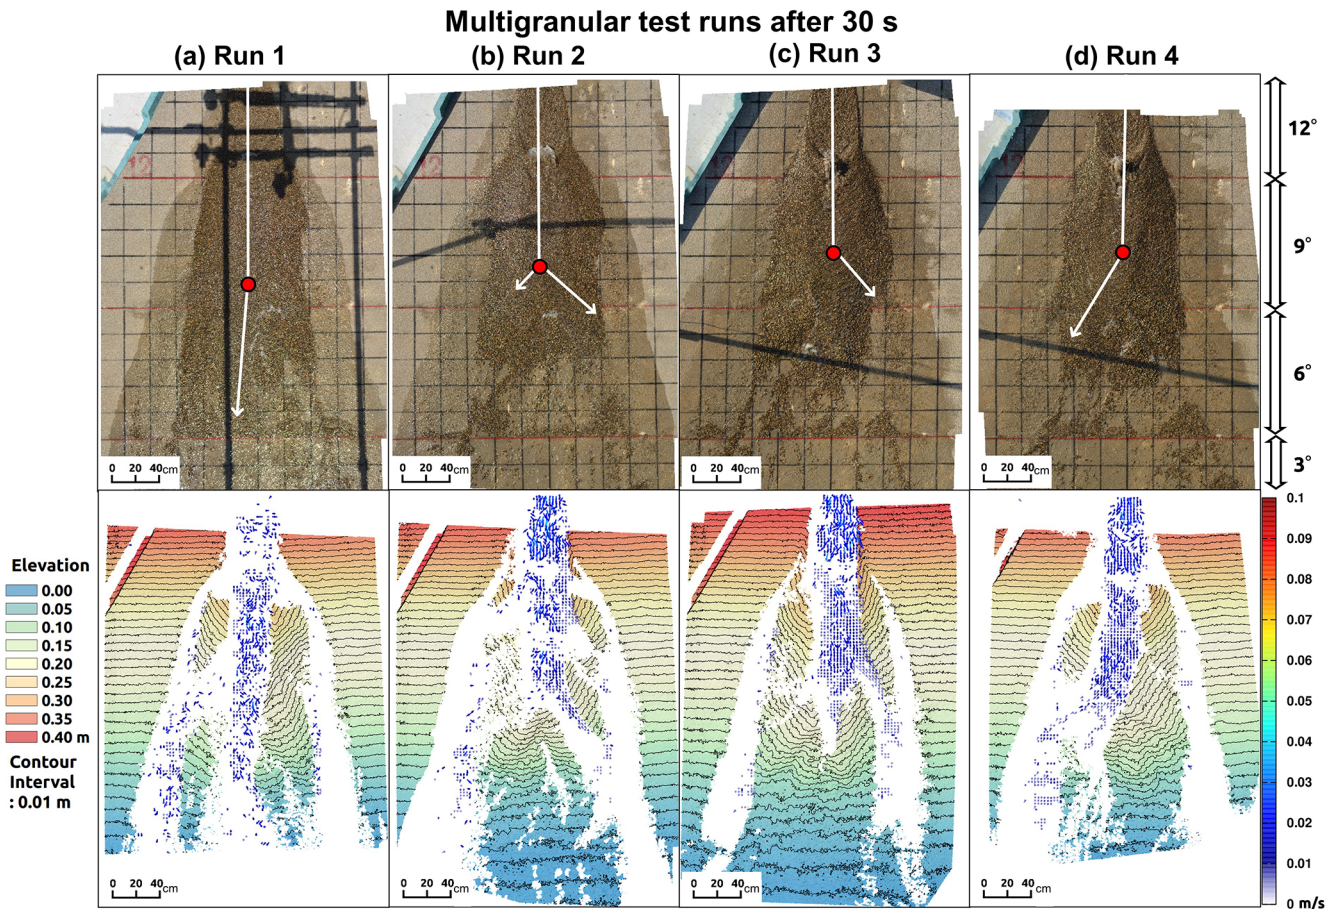 Multigranular test runs after 30 s
(a) Run 1
(b) Run 2
(c) Run 3
(d) Run 4
12
12°
9°
6°
3°
0 20 40cm
0 20 40cm
0 20 40cm
0 20 40cm
Elevation
0.00
0.05
0.10
0.15
0.20
0.25
0.30
0.35
0.40 m
Contour
Interval
: 0.01 m
0.1
0.09
0.08
0.07
0.06
0.05
0.04
0.03
0.02
0.01
0 m/s
0 20 40cm
0 20 40cm
0 20 40cm
0 20 40cm